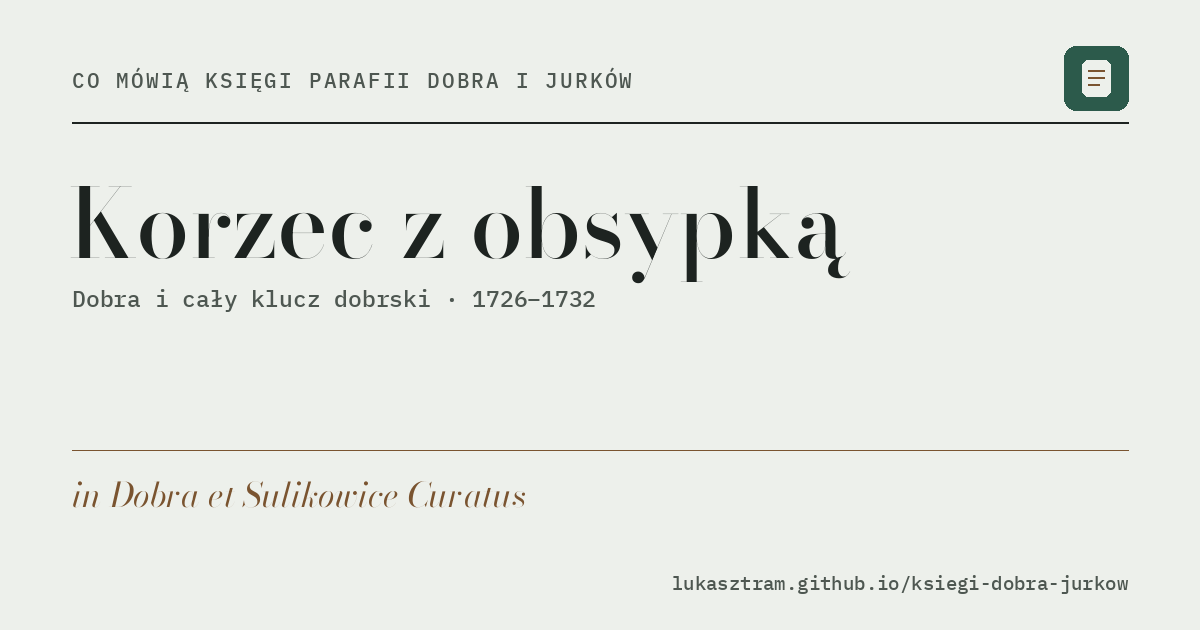 CO MÓWIĄ KSIĘGI PARAFII DOBRA I JURKÓW
Korzec z obsypką
Dobra i cały klucz dobrski · 1726–1732
in Dobra et Sulikowice Curatus
lukasztram.github.io/ksiegi-dobra-jurkow